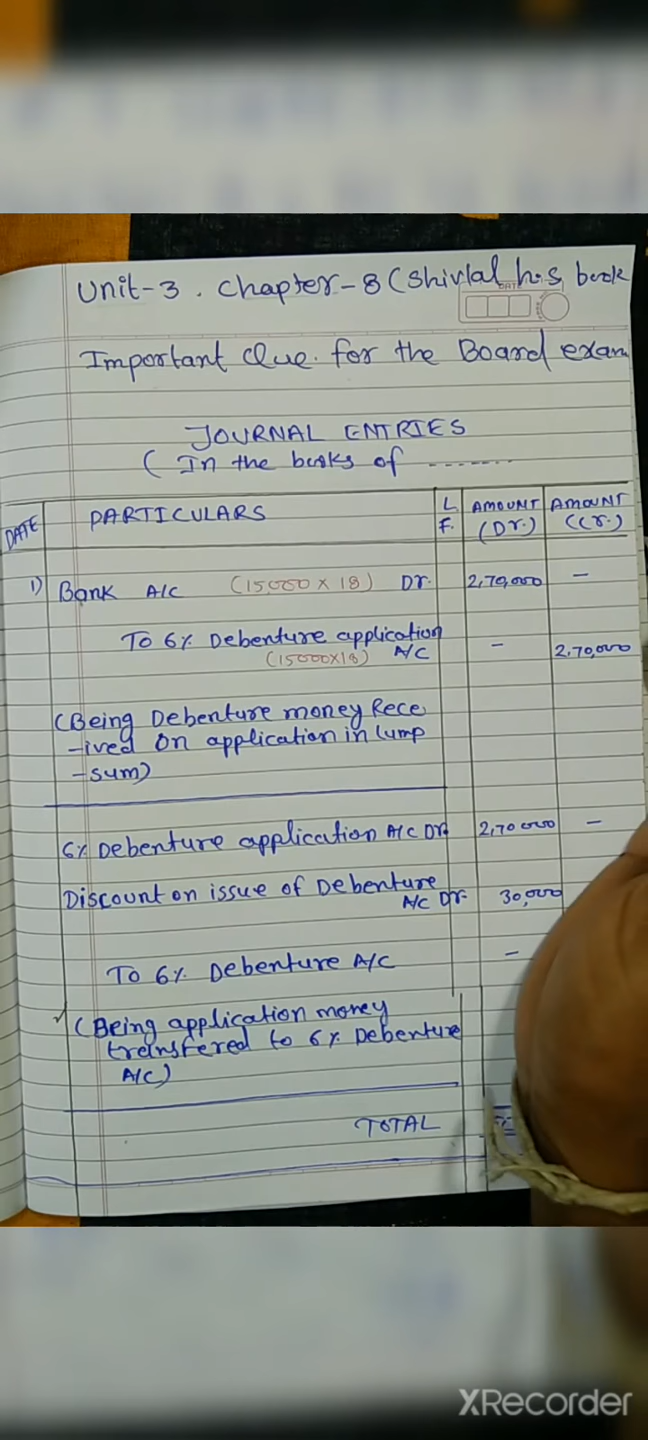 Unit-3. Chapter-8 (Shivlal h.s, book
Important Clue. for the Board exam
JOURNAL ENTRIES
( In the books of ........
DATE PARTICULARS L F. AMOUNT (Dr.) AMOUNT (Cr.)
1) Bank A/C (15000 x 18) Dr. 2,70,000 -
To 6% Debenture application
(15000x18) A/C - 2,70,000
(Being Debenture money Rece
-ived on application in lump
-sum)
6% Debenture application A/C Dr 2,70000 -
Discount on issue of Debenture
A/C Dr. 30,000
To 6% Debenture A/C -
(Being application money
transfered to 6% Debenture
A/C)
TOTAL
XRecorder